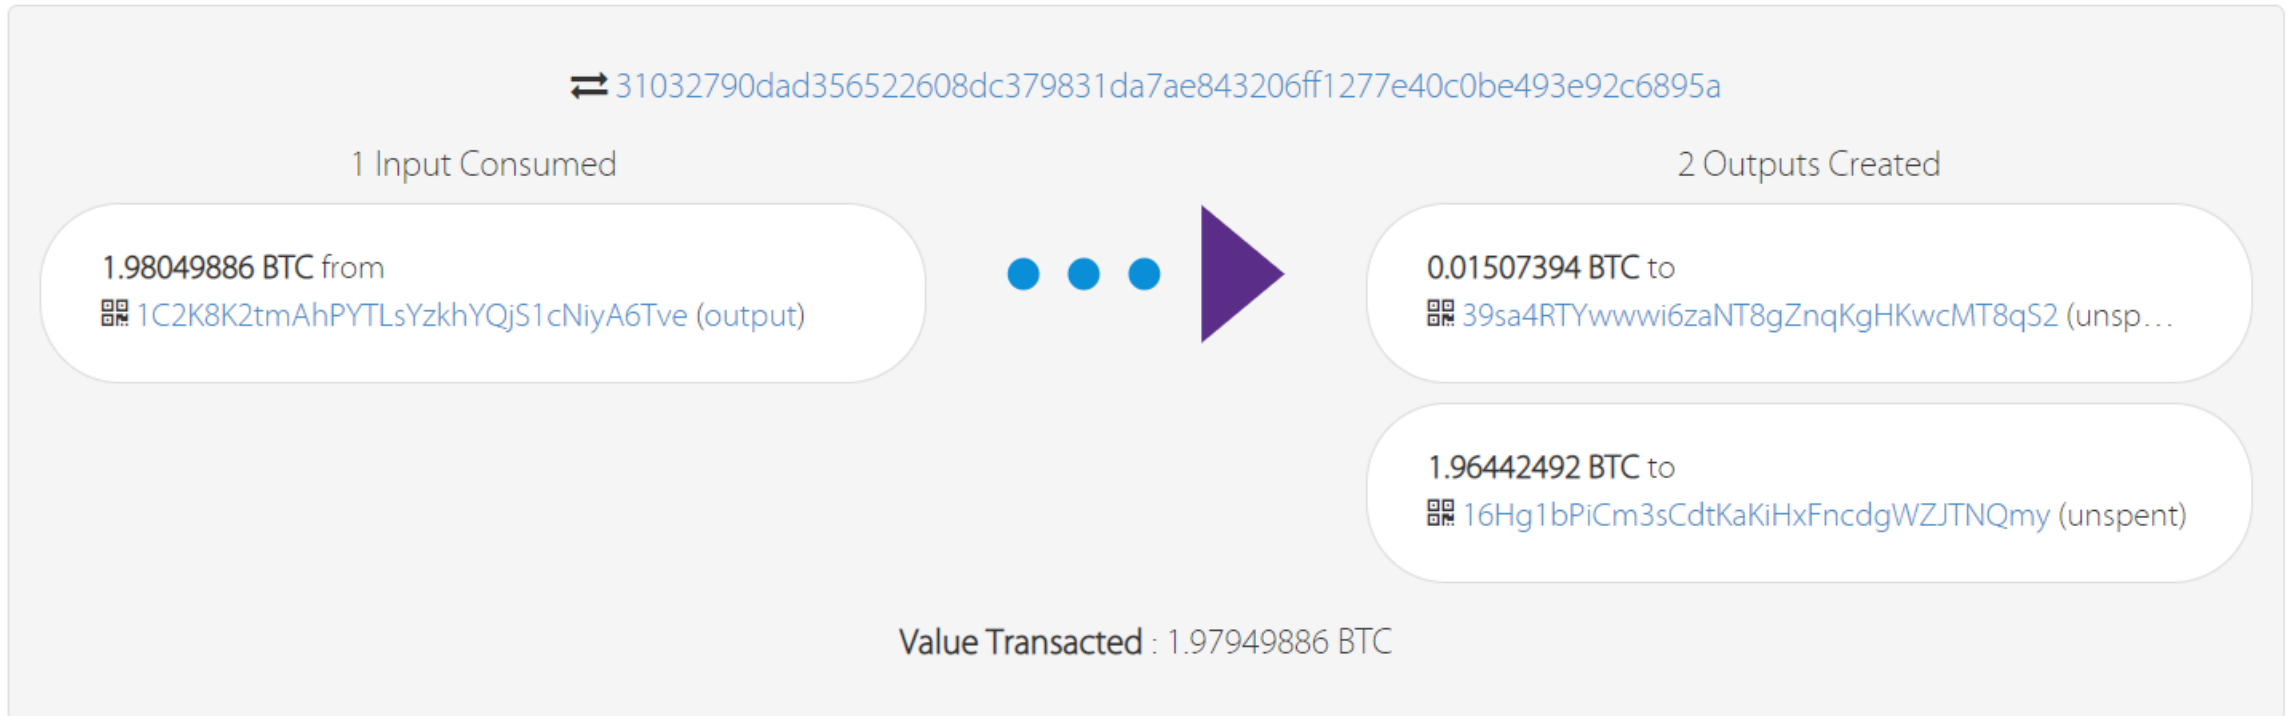 31032790dad356522608dc379831da7ae843206ff1277e40c0be493e92c6895a
1 Input Consumed
1.98049886 BTC from
1C2K8K2tmAhPYTLsYzkhYQjS1cNiyA6Tve (output)
2 Outputs Created
0.01507394 BTC to
39sa4RTYwwwi6zaNT8gZnqKgHKwcMT8qS2 (unsp...
1.96442492 BTC to
16Hg1bPiCm3sCdtKaKiHxFncdgWZJTNQmy (unspent)
Value Transacted : 1.97949886 BTC